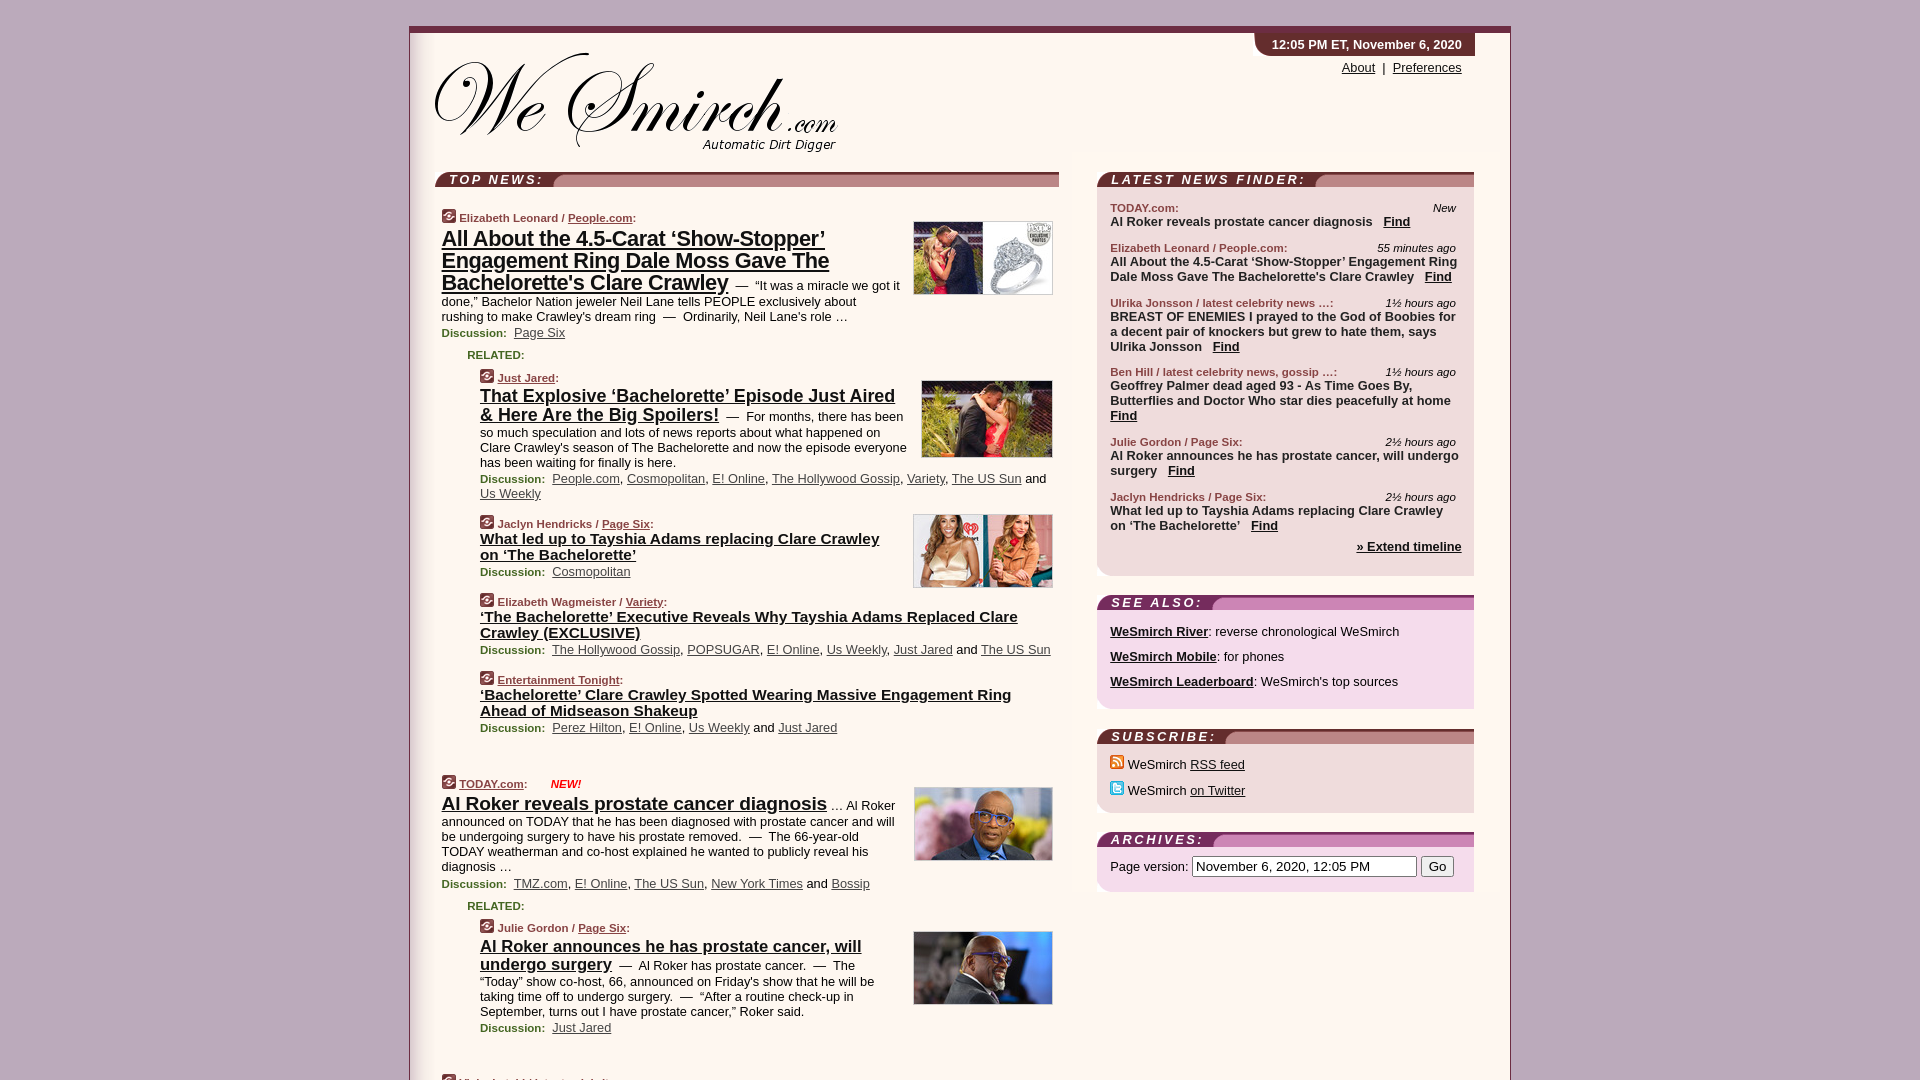 12:05 PM ET, November 6, 2020
About | Preferences
We Smirch .com
Automatic Dirt Digger
TOP NEWS:
Elizabeth Leonard / People.com:
All About the 4.5-Carat ‘Show-Stopper’
Engagement Ring Dale Moss Gave The
Bachelorette's Clare Crawley — “It was a miracle we got it
done,” Bachelor Nation jeweler Neil Lane tells PEOPLE exclusively about
rushing to make Crawley's dream ring — Ordinarily, Neil Lane's role …
Discussion: Page Six
RELATED:
Just Jared:
That Explosive ‘Bachelorette’ Episode Just Aired
& Here Are the Big Spoilers! — For months, there has been
so much speculation and lots of news reports about what happened on
Clare Crawley's season of The Bachelorette and now the episode everyone
has been waiting for finally is here.
Discussion: People.com, Cosmopolitan, E! Online, The Hollywood Gossip, Variety, The US Sun and
Us Weekly
Jaclyn Hendricks / Page Six:
What led up to Tayshia Adams replacing Clare Crawley
on ‘The Bachelorette’
Discussion: Cosmopolitan
Elizabeth Wagmeister / Variety:
‘The Bachelorette’ Executive Reveals Why Tayshia Adams Replaced Clare
Crawley (EXCLUSIVE)
Discussion: The Hollywood Gossip, POPSUGAR, E! Online, Us Weekly, Just Jared and The US Sun
Entertainment Tonight:
‘Bachelorette’ Clare Crawley Spotted Wearing Massive Engagement Ring
Ahead of Midseason Shakeup
Discussion: Perez Hilton, E! Online, Us Weekly and Just Jared
TODAY.com: NEW!
Al Roker reveals prostate cancer diagnosis … Al Roker
announced on TODAY that he has been diagnosed with prostate cancer and will
be undergoing surgery to have his prostate removed. — The 66-year-old
TODAY weatherman and co-host explained he wanted to publicly reveal his
diagnosis …
Discussion: TMZ.com, E! Online, The US Sun, New York Times and Bossip
RELATED:
Julie Gordon / Page Six:
Al Roker announces he has prostate cancer, will
undergo surgery — Al Roker has prostate cancer. — The
“Today” show co-host, 66, announced on Friday's show that he will be
taking time off to undergo surgery. — “After a routine check-up in
September, turns out I have prostate cancer,” Roker said.
Discussion: Just Jared
LATEST NEWS FINDER:
TODAY.com: New
Al Roker reveals prostate cancer diagnosis Find
Elizabeth Leonard / People.com: 55 minutes ago
All About the 4.5-Carat ‘Show-Stopper’ Engagement Ring
Dale Moss Gave The Bachelorette's Clare Crawley Find
Ulrika Jonsson / latest celebrity news …: 1½ hours ago
BREAST OF ENEMIES I prayed to the God of Boobies for
a decent pair of knockers but grew to hate them, says
Ulrika Jonsson Find
Ben Hill / latest celebrity news, gossip …: 1½ hours ago
Geoffrey Palmer dead aged 93 - As Time Goes By,
Butterflies and Doctor Who star dies peacefully at home
Find
Julie Gordon / Page Six: 2½ hours ago
Al Roker announces he has prostate cancer, will undergo
surgery Find
Jaclyn Hendricks / Page Six: 2½ hours ago
What led up to Tayshia Adams replacing Clare Crawley
on ‘The Bachelorette’ Find
» Extend timeline
SEE ALSO:
WeSmirch River: reverse chronological WeSmirch
WeSmirch Mobile: for phones
WeSmirch Leaderboard: WeSmirch's top sources
SUBSCRIBE:
WeSmirch RSS feed
WeSmirch on Twitter
ARCHIVES:
Page version: November 6, 2020, 12:05 PM Go